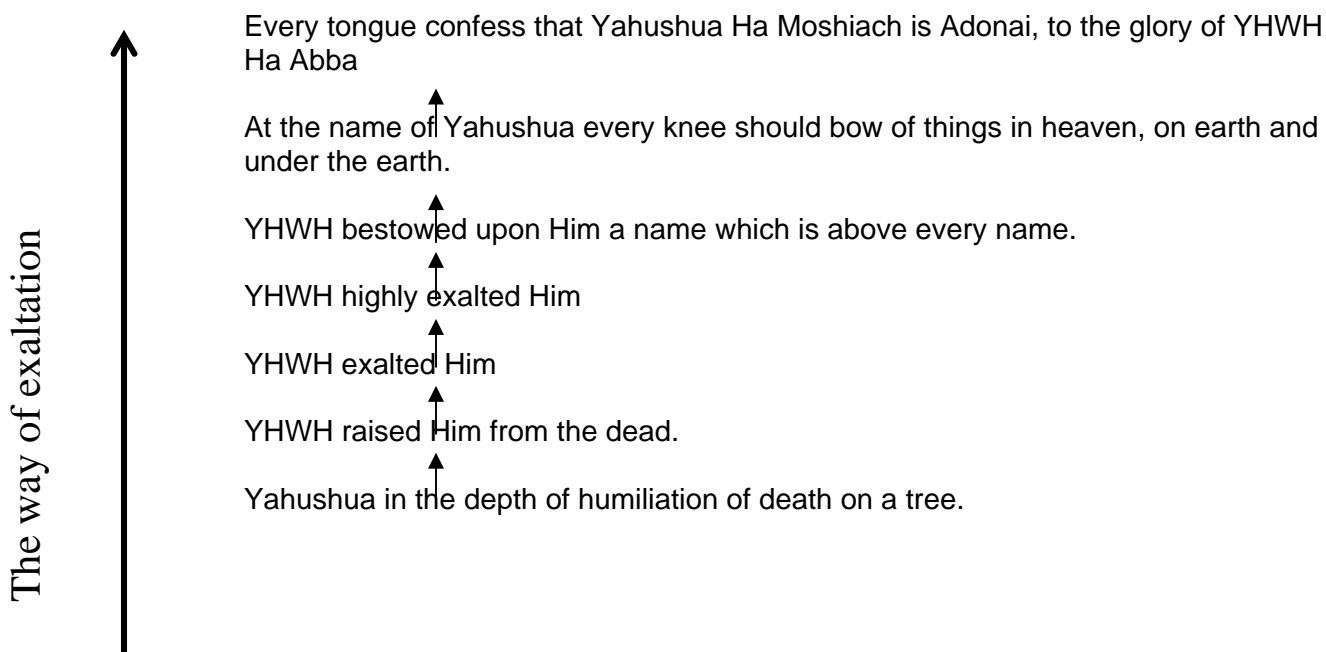 Every tongue confess that Yahushua Ha Moshiach is Adonai, to the glory of YHWH
Ha Abba
At the name of Yahushua every knee should bow of things in heaven, on earth and
under the earth.
YHWH bestowed upon Him a name which is above every name.
YHWH highly exalted Him
YHWH exalted Him
YHWH raised Him from the dead.
Yahushua in the depth of humiliation of death on a tree.
The way of exaltation